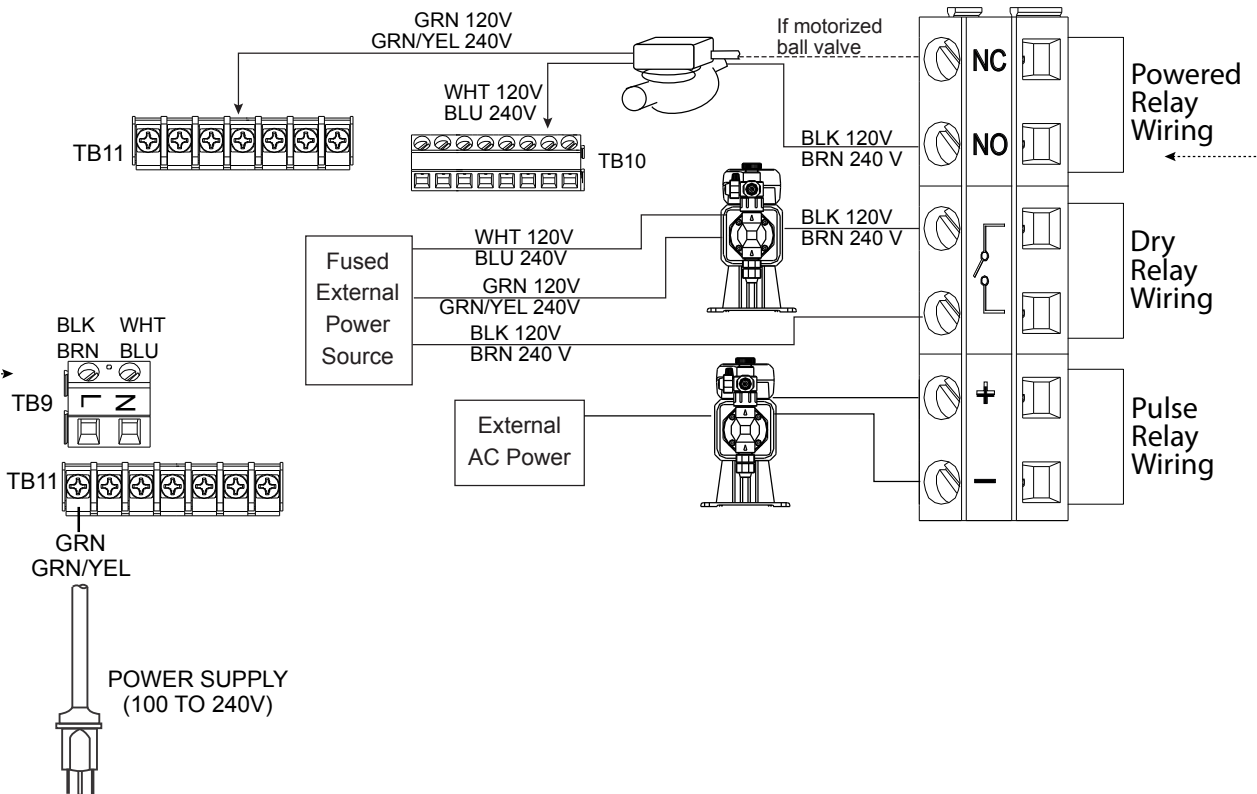 GRN 120V
GRN/YEL 240V
If motorized
ball valve
WHT 120V
BLU 240V
TB11
TB10
BLK 120V
BRN 240 V
NC
NO
Powered
Relay
Wiring
WHT 120V
BLU 240V
GRN 120V
GRN/YEL 240V
BLK 120V
BRN 240 V
Fused
External
Power
Source
BLK 120V
BRN 240 V
Dry
Relay
Wiring
BLK WHT
BRN BLU
TB9
L N
TB11
GRN
GRN/YEL
POWER SUPPLY
(100 TO 240V)
External
AC Power
+
-
Pulse
Relay
Wiring